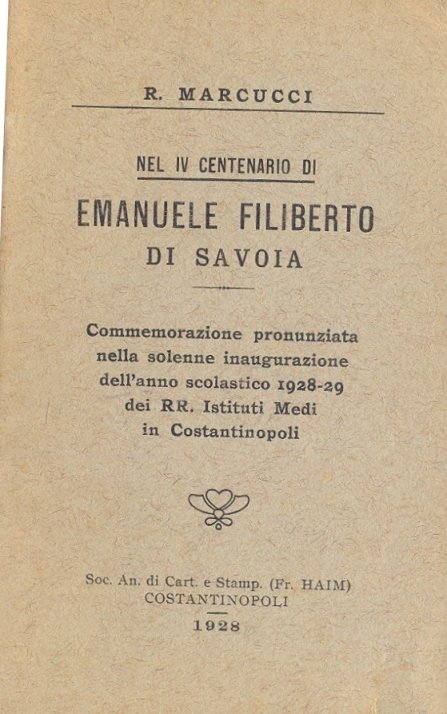 R. MARCUCCI
NEL IV CENTENARIO DI
EMANUELE FILIBERTO
DI SAVOIA
Commemorazione pronunziata
nella solenne inaugurazione
dell'anno scolastico 1928-29
dei RR. Istituti Medi
in Costantinopoli
Soc. An. di Cart. e Stamp. (Fr. HAIM)
COSTANTINOPOLI
1928